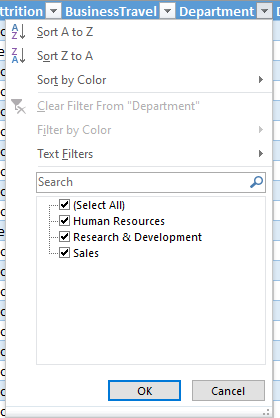 ttrition BusinessTravel Department
Sort A to Z
Sort Z to A
Sort by Color
Clear Filter From "Department"
Filter by Color
Text Filters
Search
(Select All)
Human Resources
Research & Development
Sales
OK Cancel